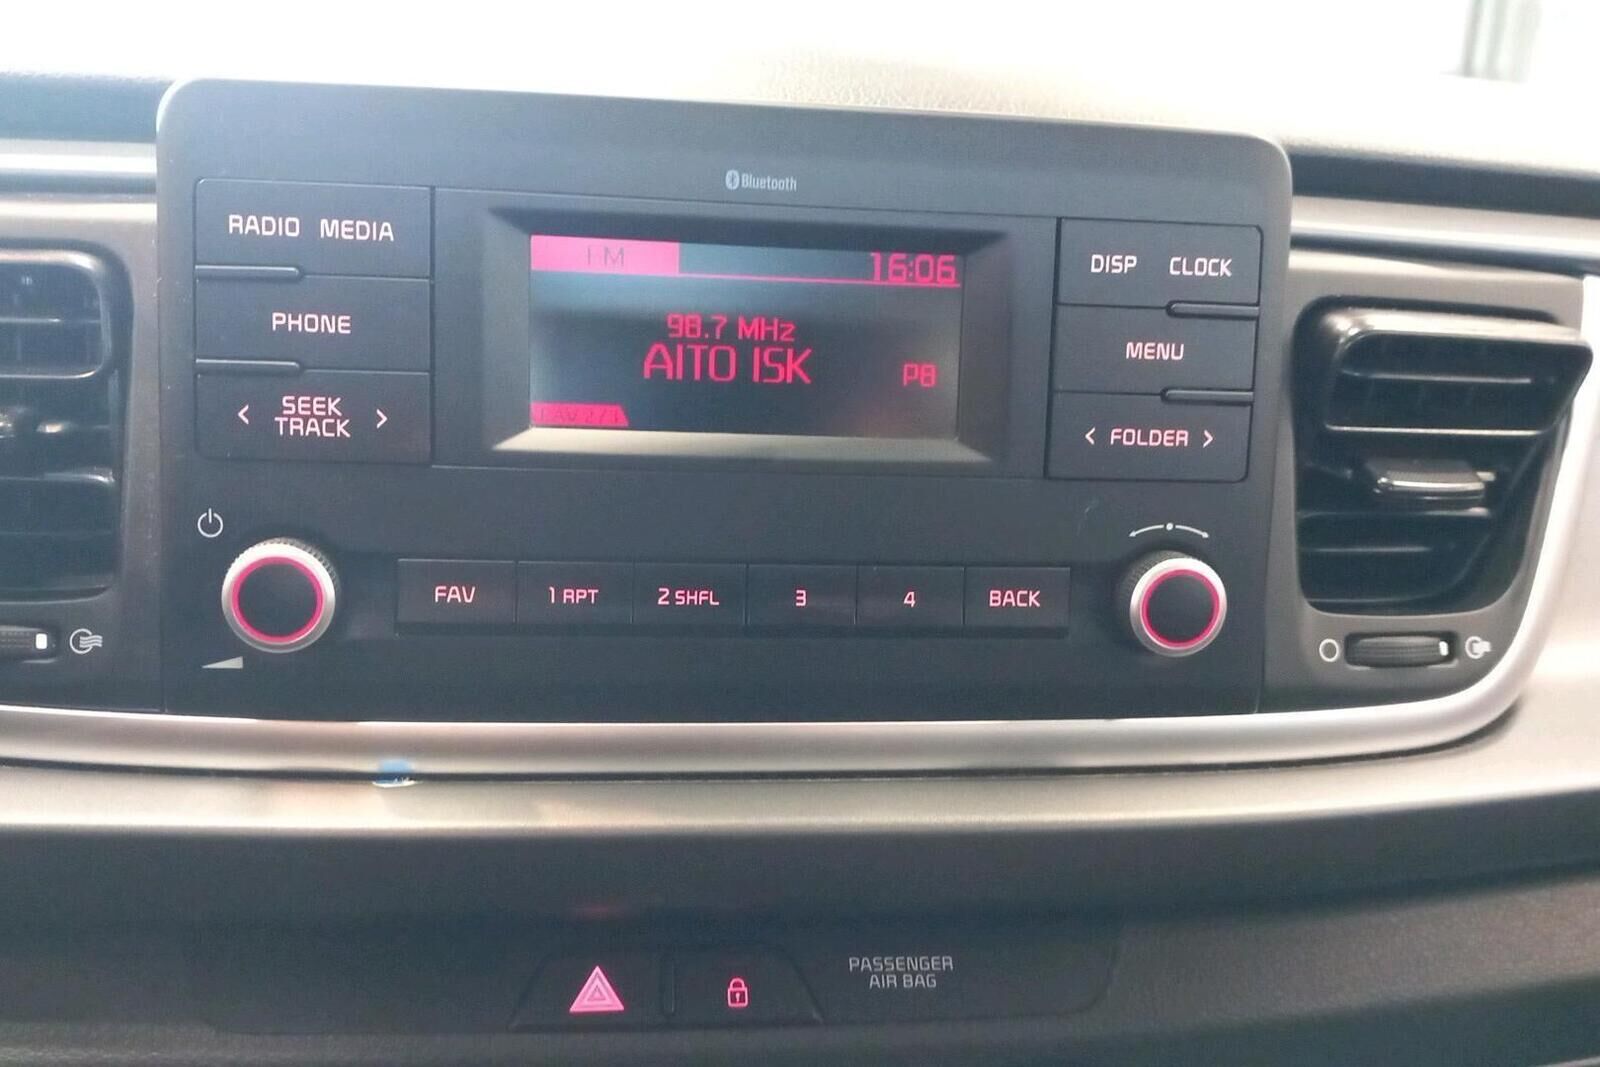 Bluetooth
RADIO MEDIA
PHONE
< SEEK TRACK >
FM
16:06
98.7 MHz
AITO ISK
P8
DISP CLOCK
MENU
< FOLDER >
FAV
1 RPT
2 SHFL
3
4
BACK
PASSENGER
AIR BAG